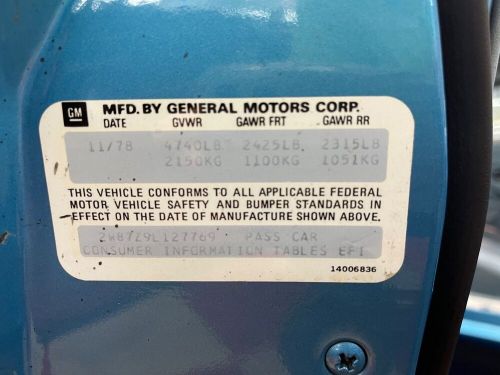 GM MFD. BY GENERAL MOTORS CORP.
DATE GVWR GAWR FRT GAWR RR
11/78 4740LB 2425LB 2315LB
2150KG 1100KG 1051KG
THIS VEHICLE CONFORMS TO ALL APPLICABLE FEDERAL
MOTOR VEHICLE SAFETY AND BUMPER STANDARDS IN
EFFECT ON THE DATE OF MANUFACTURE SHOWN ABOVE.
2W87Z9L127769 PASS CAR
CONSUMER INFORMATION TABLES EFI
14006836